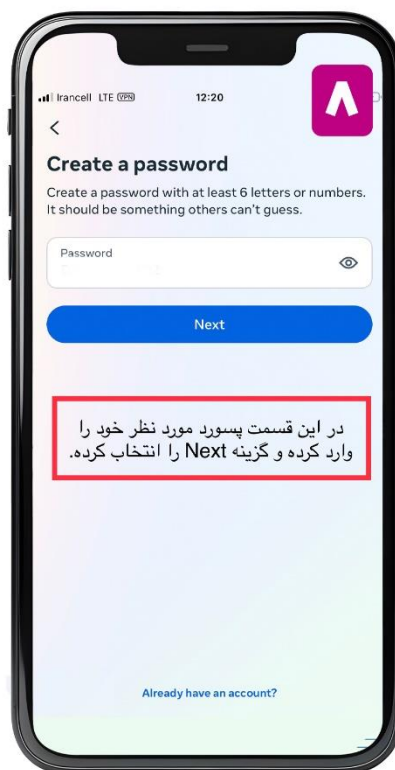 Irancell LTE VPN 12:20
Create a password
Create a password with at least 6 letters or numbers.
It should be something others can't guess.
Password
Next
در این قسمت پسورد مورد نظر خود را
وارد کرده و گزینه Next را انتخاب کرده.
Already have an account?